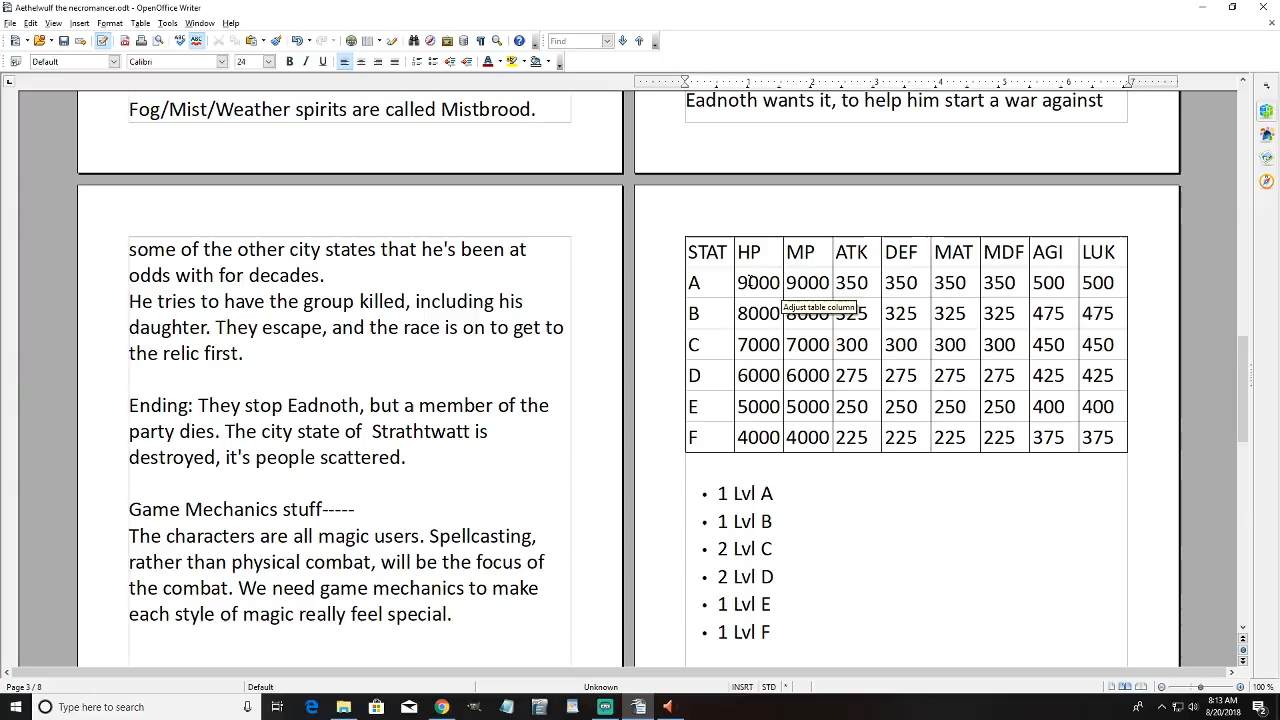 Aethelwulf the necromancer.odt - OpenOffice Writer
File Edit View Insert Format Table Tools Window Help
Find
Default Calibri 24
1 2 3 4 5 6 7
Fog/Mist/Weather spirits are called Mistbrood.
Eadnoth wants it, to help him start a war against
some of the other city states that he's been at
odds with for decades.
He tries to have the group killed, including his
daughter. They escape, and the race is on to get to
the relic first.
Ending: They stop Eadnoth, but a member of the
party dies. The city state of  Strathtwatt is
destroyed, it's people scattered.
Game Mechanics stuff-----
The characters are all magic users. Spellcasting,
rather than physical combat, will be the focus of
the combat. We need game mechanics to make
each style of magic really feel special.
STAT HP MP ATK DEF MAT MDF AGI LUK
A 9000 9000 350 350 350 350 500 500
Adjust table column
B 8000 8000 325 325 325 325 475 475
C 7000 7000 300 300 300 300 450 450
D 6000 6000 275 275 275 275 425 425
E 5000 5000 250 250 250 250 400 400
F 4000 4000 225 225 225 225 375 375
• 1 Lvl A
• 1 Lvl B
• 2 Lvl C
• 2 Lvl D
• 1 Lvl E
• 1 Lvl F
Page 3 / 8 Default Unknown INSRT STD * 100 %
Type here to search
8:13 AM
8/20/2018